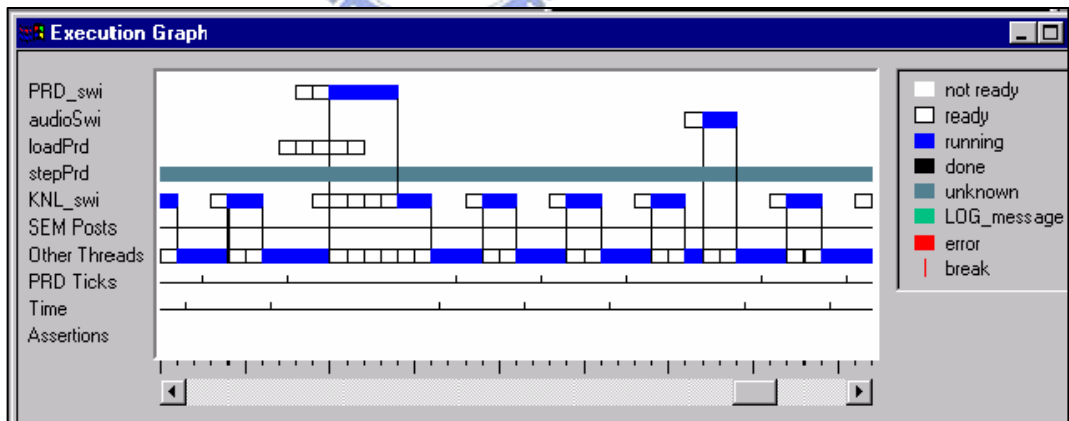 Execution Graph
PRD_swi
audioSwi
loadPrd
stepPrd
KNL_swi
SEM Posts
Other Threads
PRD Ticks
Time
Assertions
not ready
ready
running
done
unknown
LOG_message
error
break